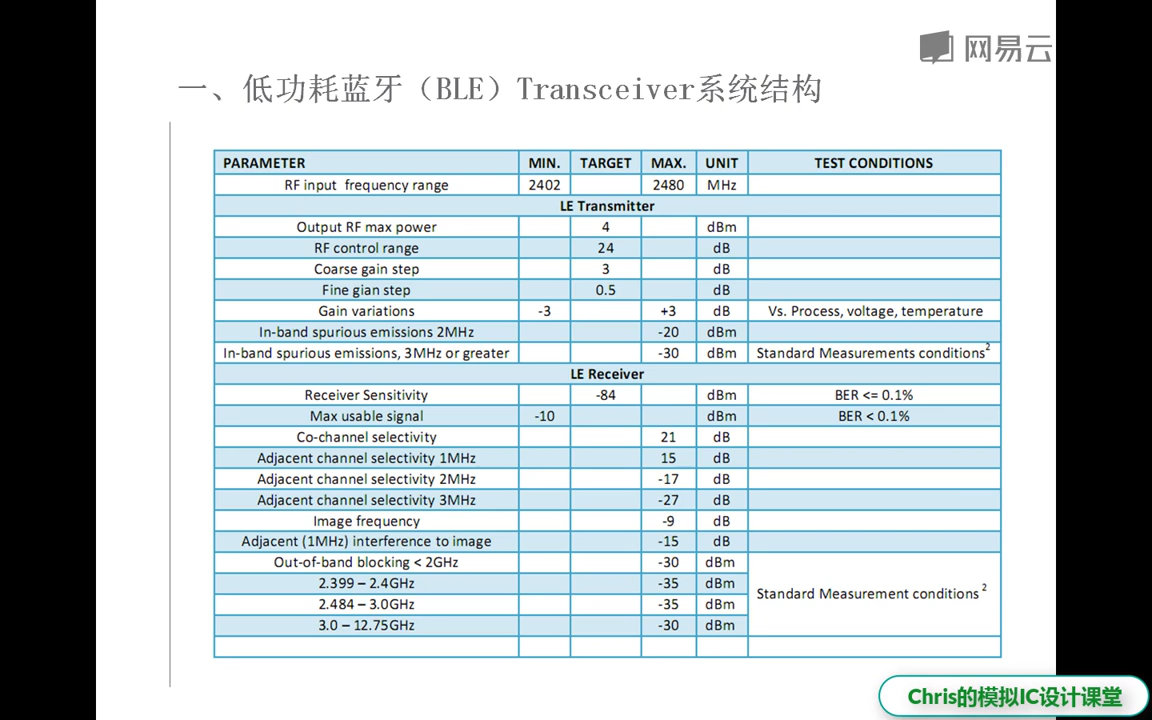 网易云
一、低功耗蓝牙（BLE）Transceiver系统结构
PARAMETER MIN. TARGET MAX. UNIT TEST CONDITIONS
RF input frequency range 2402 2480 MHz
LE Transmitter
Output RF max power 4 dBm
RF control range 24 dB
Coarse gain step 3 dB
Fine gian step 0.5 dB
Gain variations -3 +3 dB Vs. Process, voltage, temperature
In-band spurious emissions 2MHz -20 dBm
In-band spurious emissions, 3MHz or greater -30 dBm Standard Measurements conditions2
LE Receiver
Receiver Sensitivity -84 dBm BER <= 0.1%
Max usable signal -10 dBm BER < 0.1%
Co-channel selectivity 21 dB
Adjacent channel selectivity 1MHz 15 dB
Adjacent channel selectivity 2MHz -17 dB
Adjacent channel selectivity 3MHz -27 dB
Image frequency -9 dB
Adjacent (1MHz) interference to image -15 dB
Out-of-band blocking < 2GHz -30 dBm
2.399 – 2.4GHz -35 dBm
Standard Measurement conditions 2
2.484 – 3.0GHz -35 dBm
3.0 – 12.75GHz -30 dBm
Chris的模拟IC设计课堂